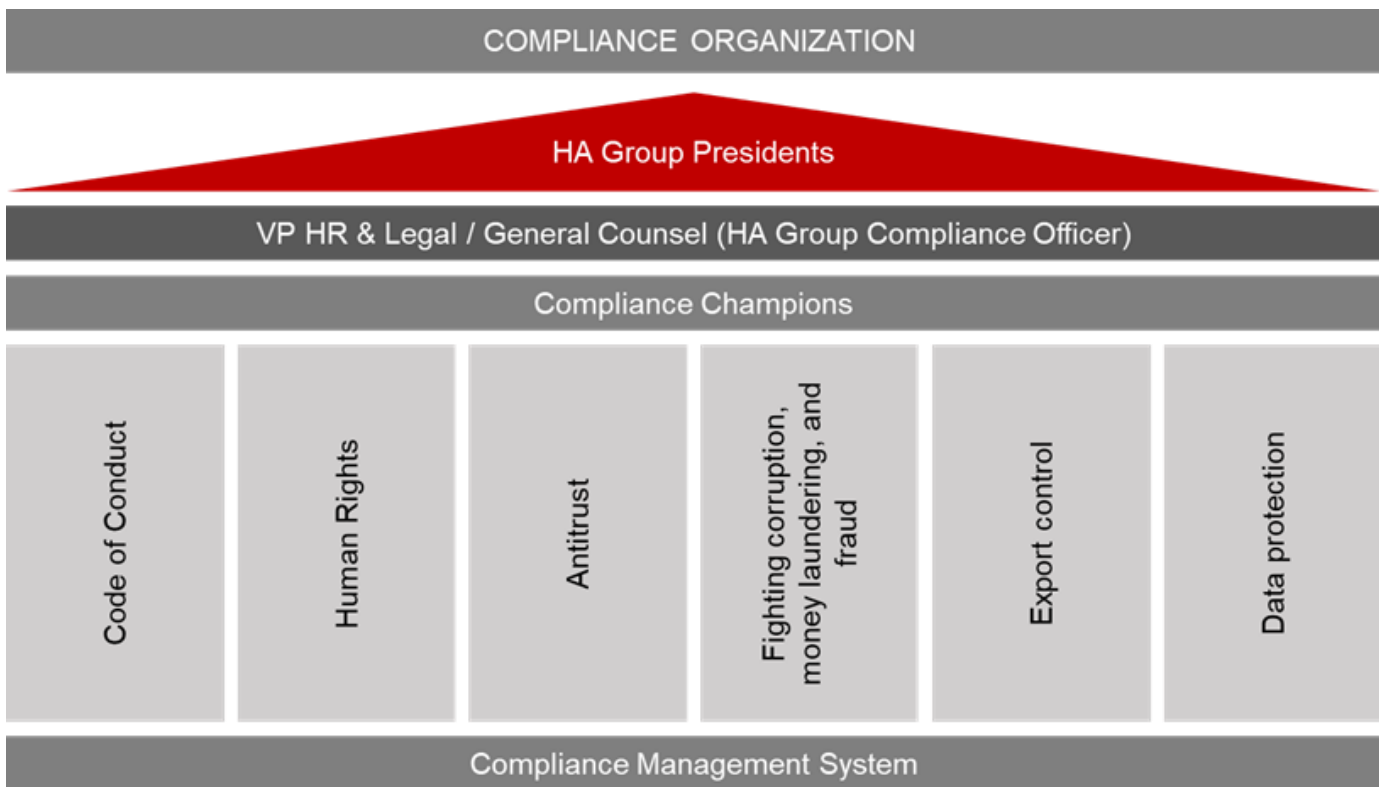 COMPLIANCE ORGANIZATION
HA Group Presidents
VP HR & Legal / General Counsel (HA Group Compliance Officer)
Compliance Champions
Code of Conduct
Human Rights
Antitrust
Fighting corruption,
money laundering, and
fraud
Export control
Data protection
Compliance Management System